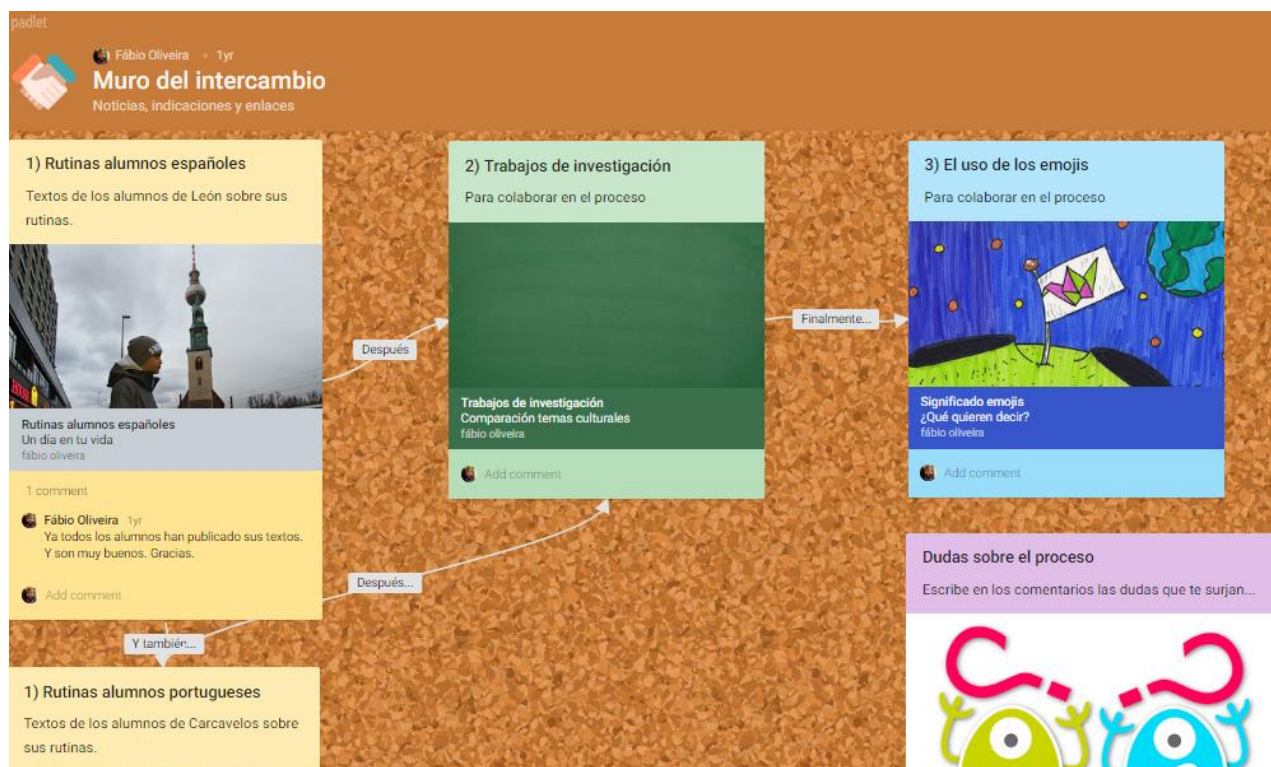 padlet
Fábio Oliveira • 1yr
Muro del intercambio
Noticias, indicaciones y enlaces
1) Rutinas alumnos españoles
Textos de los alumnos de León sobre sus
rutinas.
Rutinas alumnos españoles
Un día en tu vida
fábio oliveira
1 comment
Fábio Oliveira 1yr
Ya todos los alumnos han publicado sus textos.
Y son muy buenos. Gracias.
Add comment
Y también...
1) Rutinas alumnos portugueses
Textos de los alumnos de Carcavelos sobre
sus rutinas.
Después
Después...
2) Trabajos de investigación
Para colaborar en el proceso
Trabajos de investigación
Comparación temas culturales
fábio oliveira
Add comment
Finalmente...
3) El uso de los emojis
Para colaborar en el proceso
Significado emojis
¿Qué quieren decir?
fábio oliveira
Add comment
Dudas sobre el proceso
Escribe en los comentarios las dudas que te surjan...